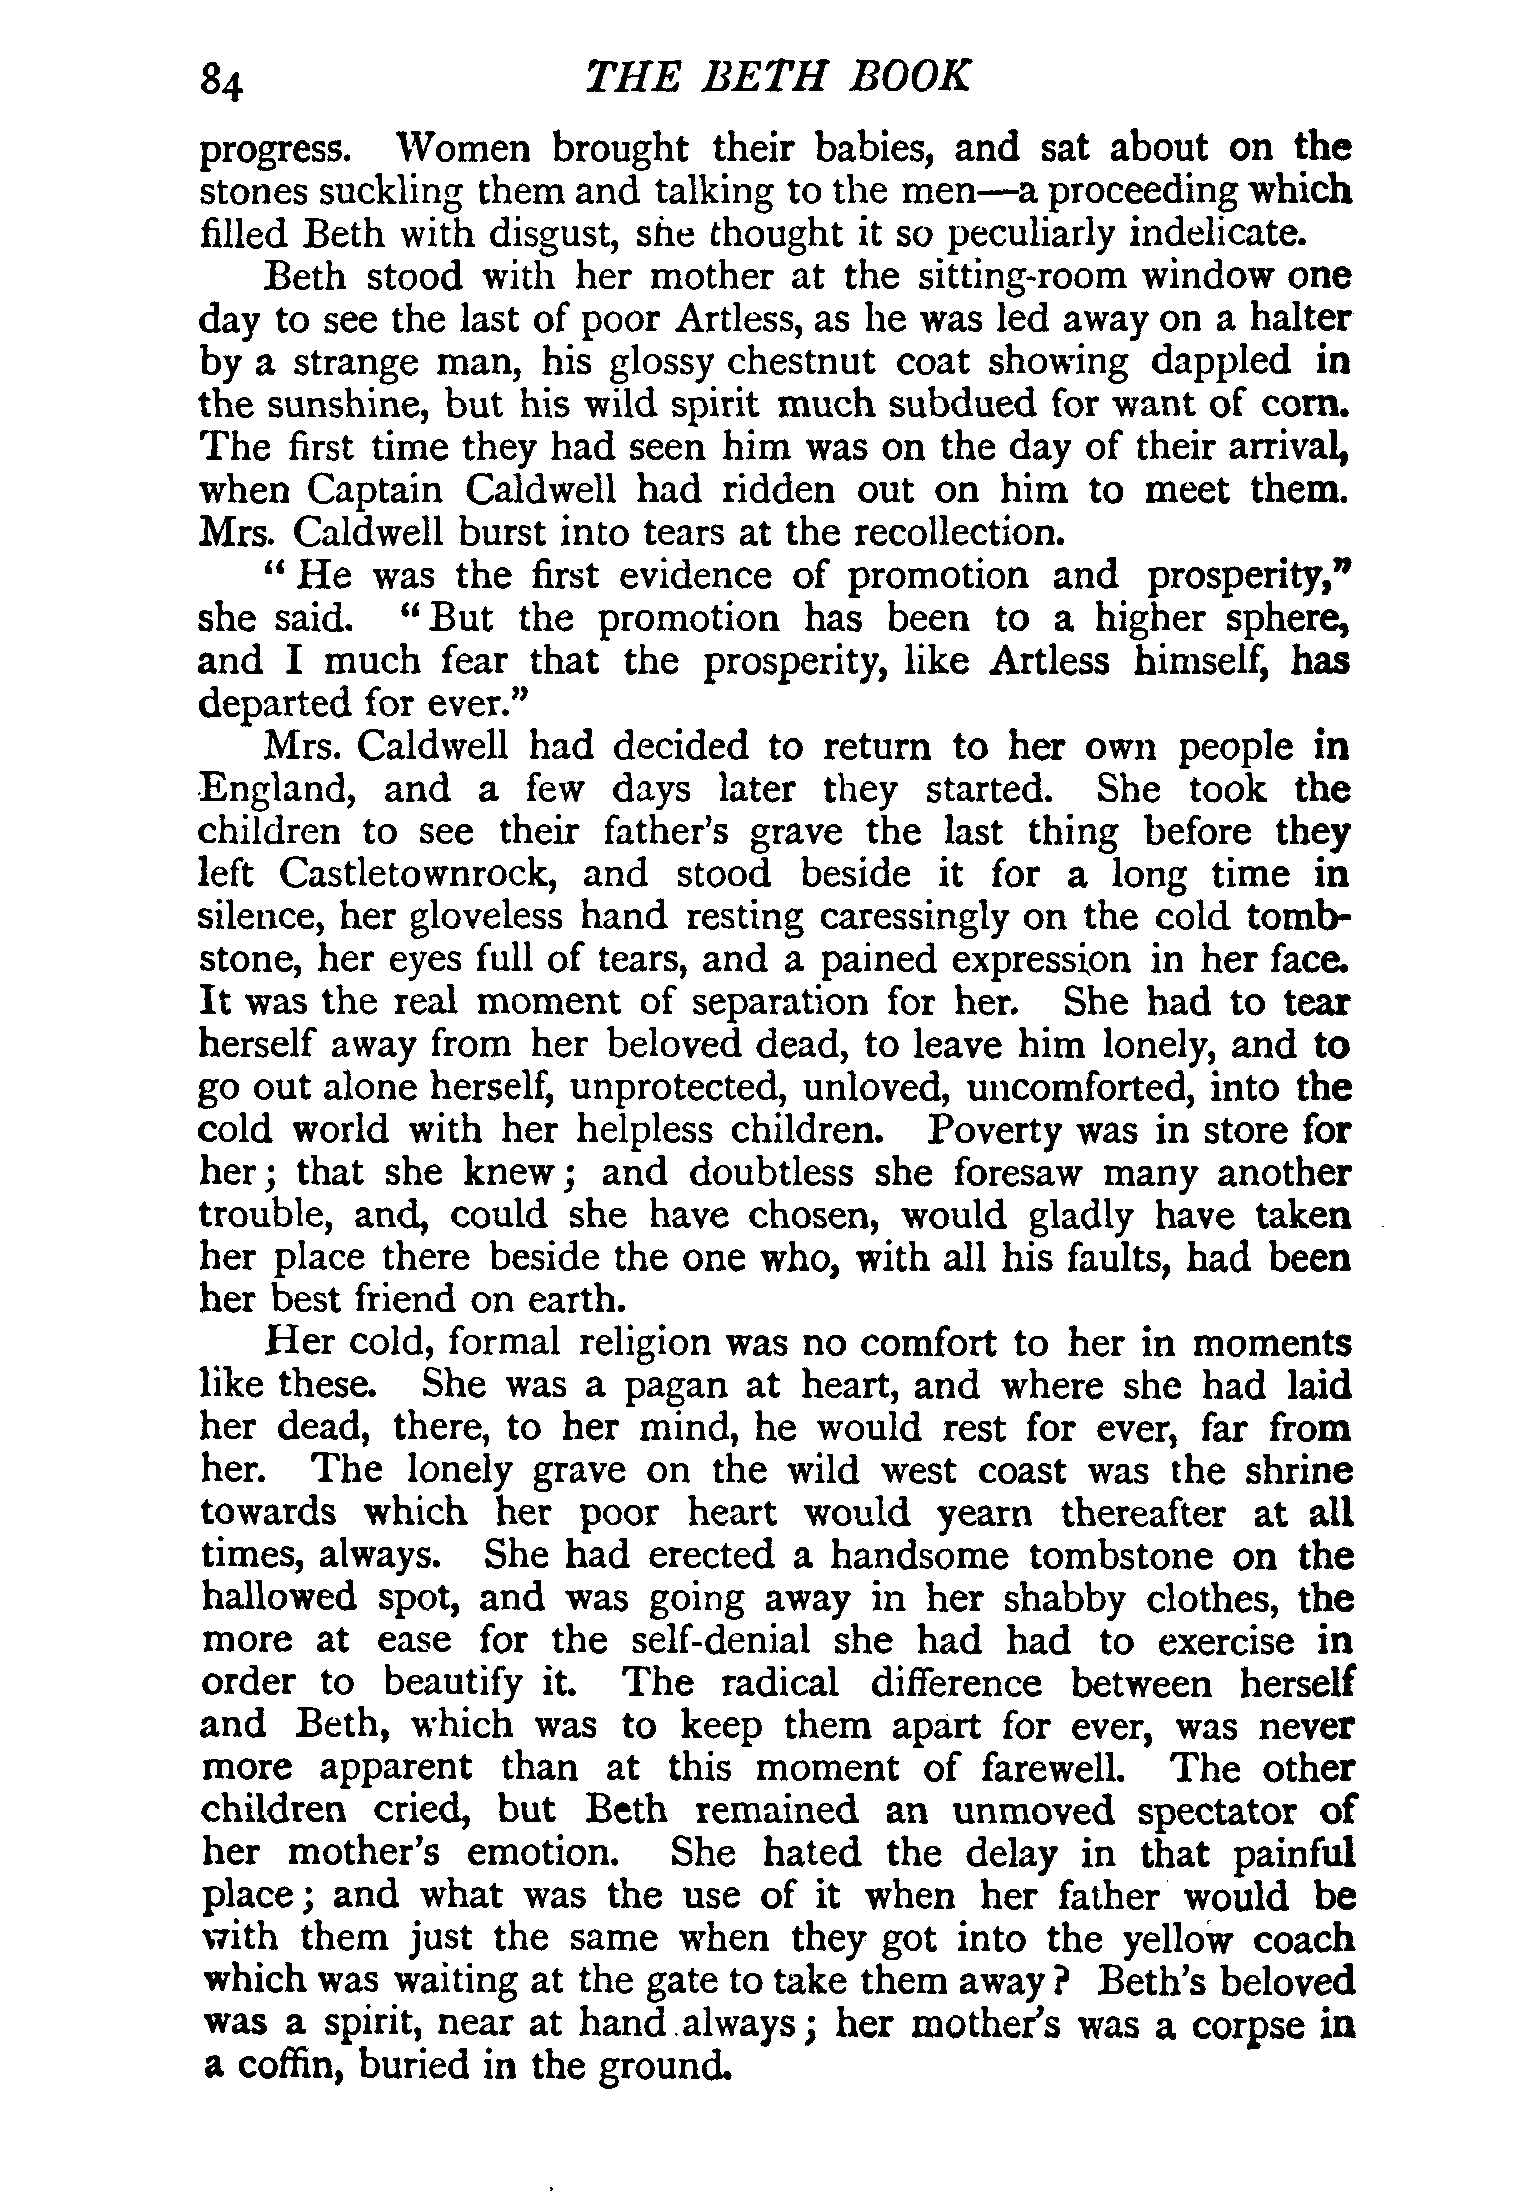 84 THE BETH BOOK
progress. Women brought their babies, and sat about on the
stones suckling them and talking to the men—a proceeding which
filled Beth with disgust, she thought it so peculiarly indelicate.
Beth stood with her mother at the sitting-room window one
day to see the last of poor Artless, as he was led away on a halter
by a strange man, his glossy chestnut coat showing dappled in
the sunshine, but his wild spirit much subdued for want of corn.
The first time they had seen him was on the day of their arrival,
when Captain Caldwell had ridden out on him to meet them.
Mrs. Caldwell burst into tears at the recollection.
"He was the first evidence of promotion and prosperity,"
she said. "But the promotion has been to a higher sphere,
and I much fear that the prosperity, like Artless himself, has
departed for ever."
Mrs. Caldwell had decided to return to her own people in
England, and a few days later they started. She took the
children to see their father's grave the last thing before they
left Castletownrock, and stood beside it for a long time in
silence, her gloveless hand resting caressingly on the cold tomb-
stone, her eyes full of tears, and a pained expression in her face.
It was the real moment of separation for her. She had to tear
herself away from her beloved dead, to leave him lonely, and to
go out alone herself, unprotected, unloved, uncomforted, into the
cold world with her helpless children. Poverty was in store for
her; that she knew; and doubtless she foresaw many another
trouble, and, could she have chosen, would gladly have taken
her place there beside the one who, with all his faults, had been
her best friend on earth.
Her cold, formal religion was no comfort to her in moments
like these. She was a pagan at heart, and where she had laid
her dead, there, to her mind, he would rest for ever, far from
her. The lonely grave on the wild west coast was the shrine
towards which her poor heart would yearn thereafter at all
times, always. She had erected a handsome tombstone on the
hallowed spot, and was going away in her shabby clothes, the
more at ease for the self-denial she had had to exercise in
order to beautify it. The radical difference between herself
and Beth, which was to keep them apart for ever, was never
more apparent than at this moment of farewell. The other
children cried, but Beth remained an unmoved spectator of
her mother's emotion. She hated the delay in that painful
place; and what was the use of it when her father would be
with them just the same when they got into the yellow coach
which was waiting at the gate to take them away? Beth's beloved
was a spirit, near at hand always; her mother's was a corpse in
a coffin, buried in the ground.